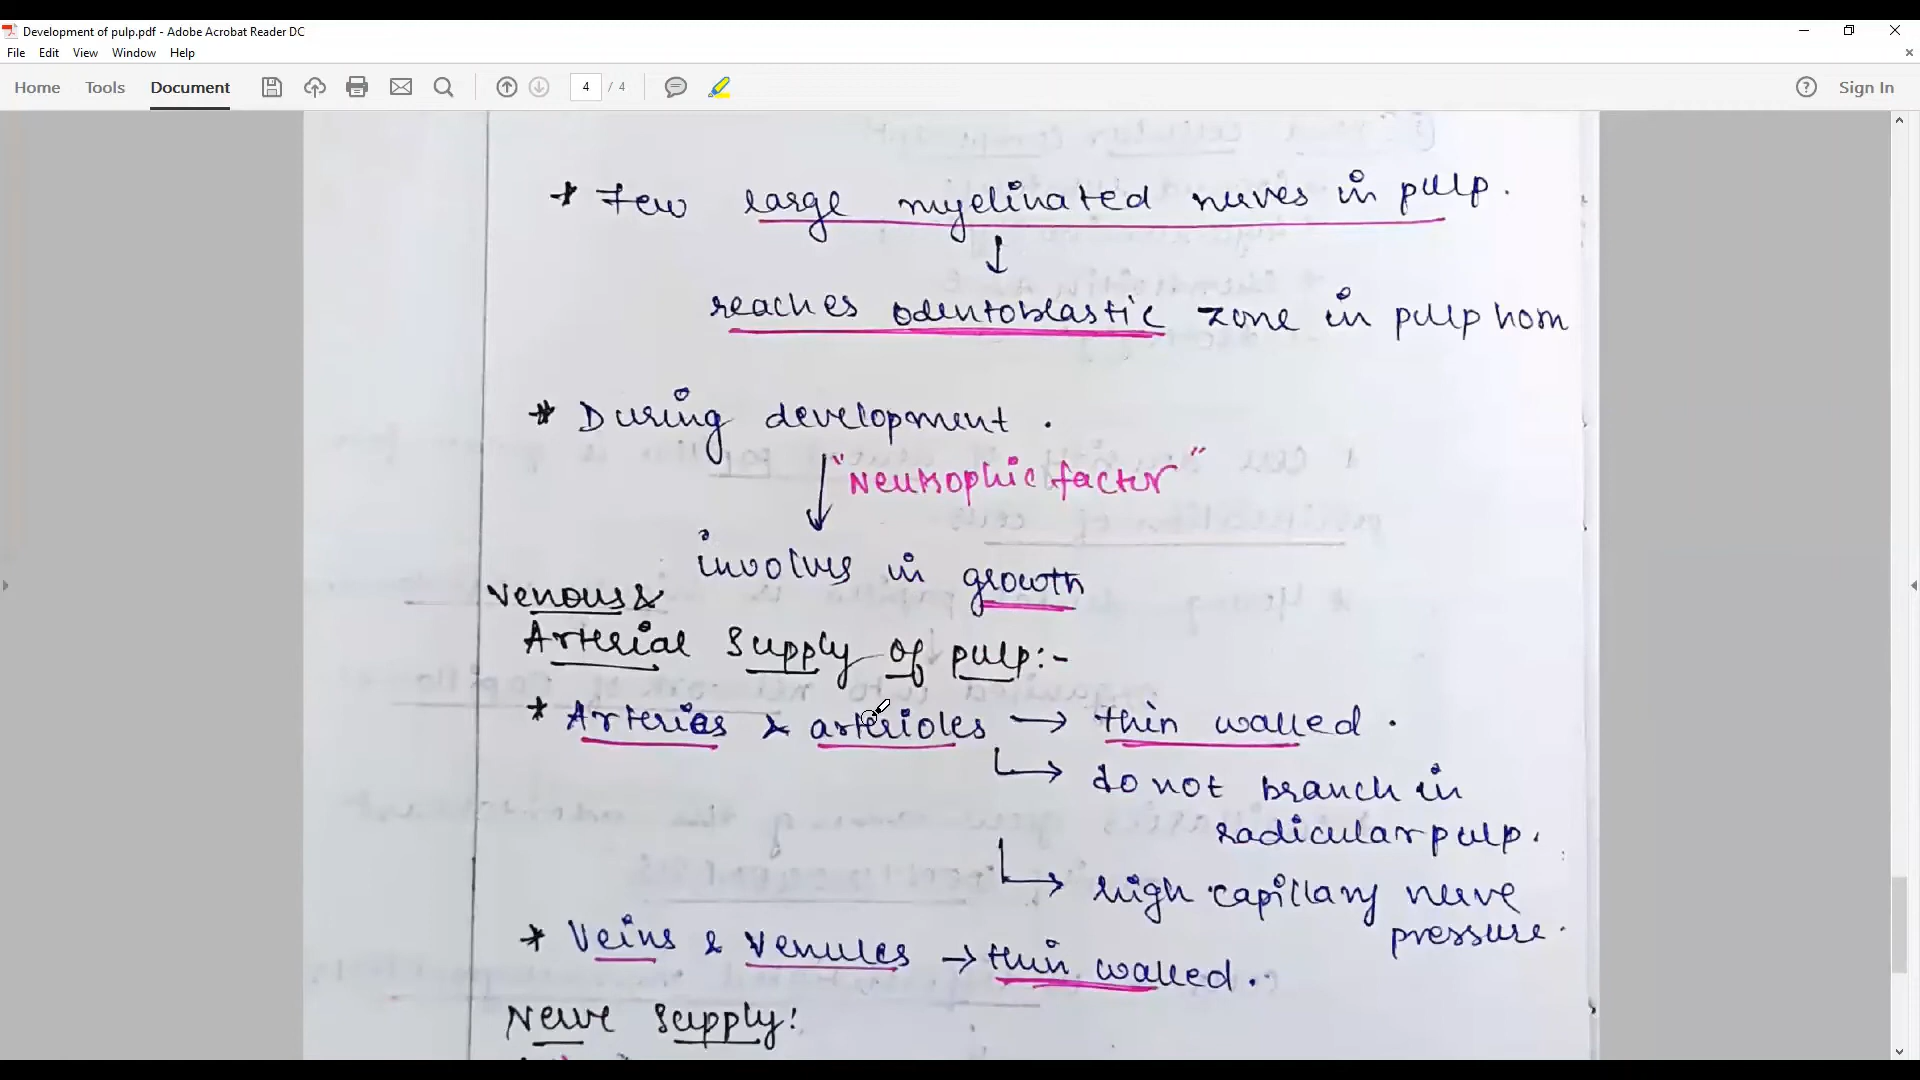 Development of pulp.pdf - Adobe Acrobat Reader DC
File Edit View Window Help
Home Tools Document 4 / 4 Sign In
* Few large myelinated nerves in pulp.
↓
reaches odentoblastic zone in pulp horn
* During development.
↓ "Neutrophic factor"
involves in growth
Venous &
Arterial Supply of pulp:-
* Arteries & arterioles → thin walled.
→ do not branch in
radicular pulp.
→ high capillary nerve
pressure.
* Veins & Venules → thin walled.
Nerve Supply: